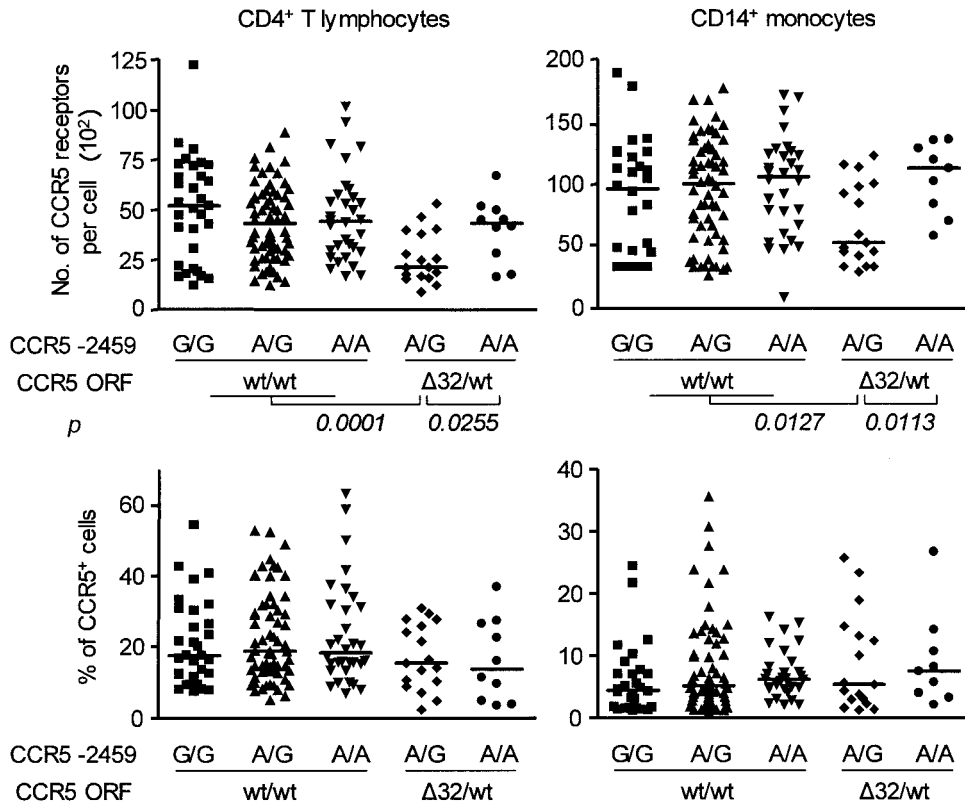 CD4⁺ T lymphocytes
CD14⁺ monocytes
No. of CCR5 receptors
per cell (10²)
125
100
75
50
25
0
200
150
100
50
0
CCR5 -2459 G/G A/G A/A A/G A/A G/G A/G A/A A/G A/A
CCR5 ORF wt/wt Δ32/wt wt/wt Δ32/wt
p 0.0001 0.0255 0.0127 0.0113
% of CCR5⁺ cells
60
40
20
0
40
30
20
10
0
CCR5 -2459 G/G A/G A/A A/G A/A G/G A/G A/A A/G A/A
CCR5 ORF wt/wt Δ32/wt wt/wt Δ32/wt